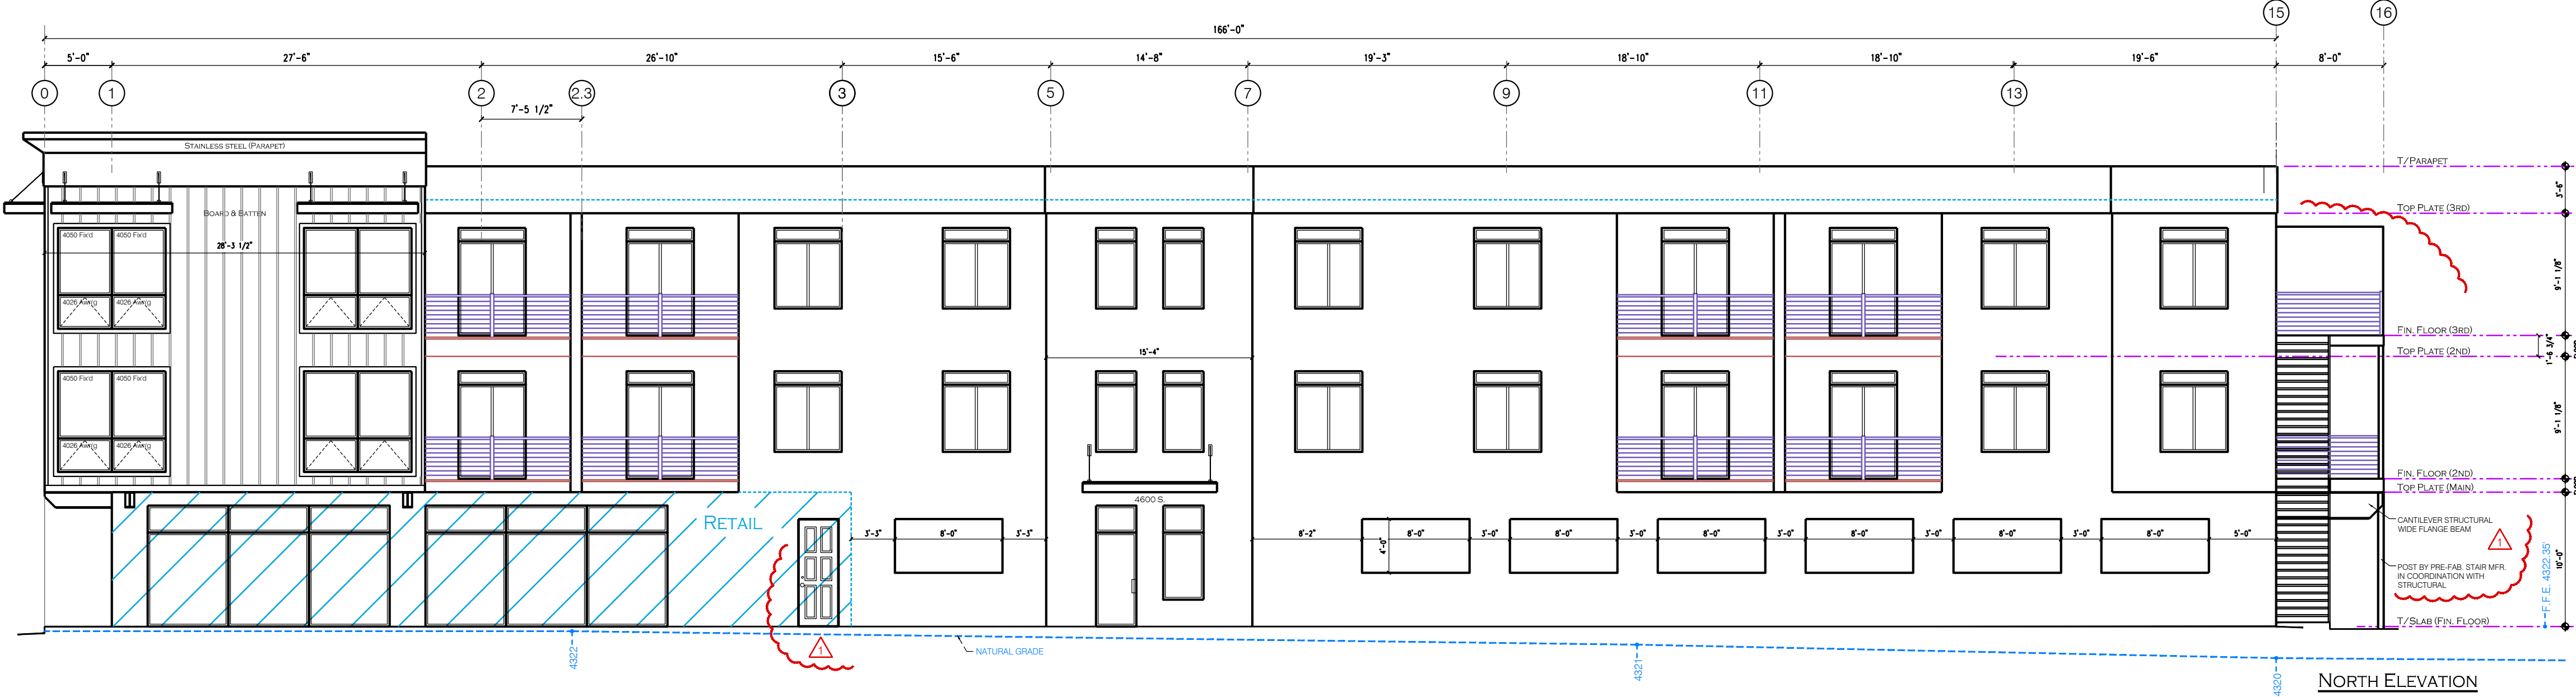 166'-0"
15
16
5'-0"
27'-6"
26'-10"
15'-6"
14'-8"
19'-3"
18'-10"
18'-10"
19'-6"
8'-0"
0
1
2
2.3
3
5
7
9
11
13
7'-5 1/2"
STAINLESS STEEL (PARAPET)
T/PARAPET
3'-6"
TOP PLATE (3RD)
BOARD & BATTEN
4050 Fix'd
4050 Fix'd
28'-3 1/2"
9'-1 1/8"
4026 Awn'g
4026 Awn'g
FIN. FLOOR (3RD)
1'-6 3/4"
TOP PLATE (2ND)
15'-4"
4050 Fix'd
4050 Fix'd
9'-1 1/8"
4026 Awn'g
4026 Awn'g
FIN. FLOOR (2ND)
TOP PLATE (MAIN)
4600 S.
RETAIL
CANTILEVER STRUCTURAL
WIDE FLANGE BEAM
3'-3"
8'-0"
3'-3"
8'-2"
4'-0"
8'-0"
3'-0"
8'-0"
3'-0"
8'-0"
3'-0"
8'-0"
3'-0"
8'-0"
3'-0"
8'-0"
5'-0"
1
POST BY PRE-FAB. STAIR MFR.
IN COORDINATION WITH
STRUCTURAL
F.F.E. 4322.35'
10'-0"
T/SLAB (FIN. FLOOR)
1
4322
NATURAL GRADE
4321
4320
NORTH ELEVATION